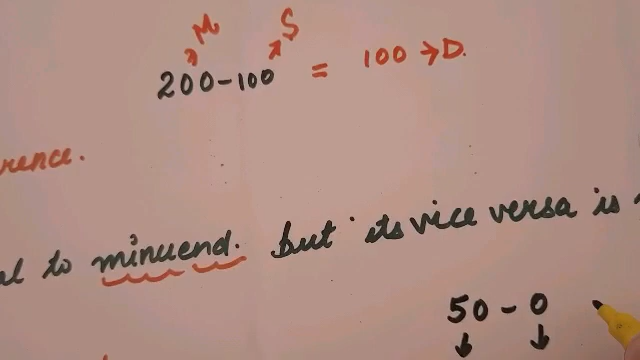 M S
200-100 = 100 → D.
rence.
al to minuend. but its vice versa is
50 - 0